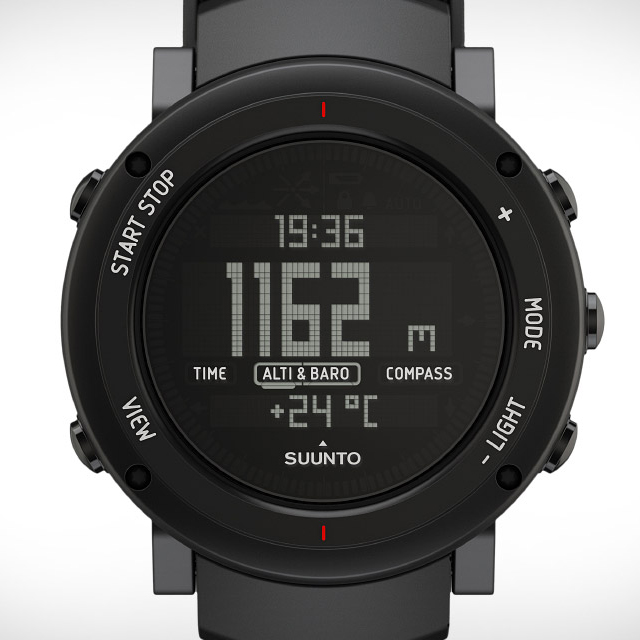 START STOP
+
19:36
1162 m
MODE
TIME ALTI & BARO COMPASS
+24 °C
VIEW
- LIGHT
SUUNTO